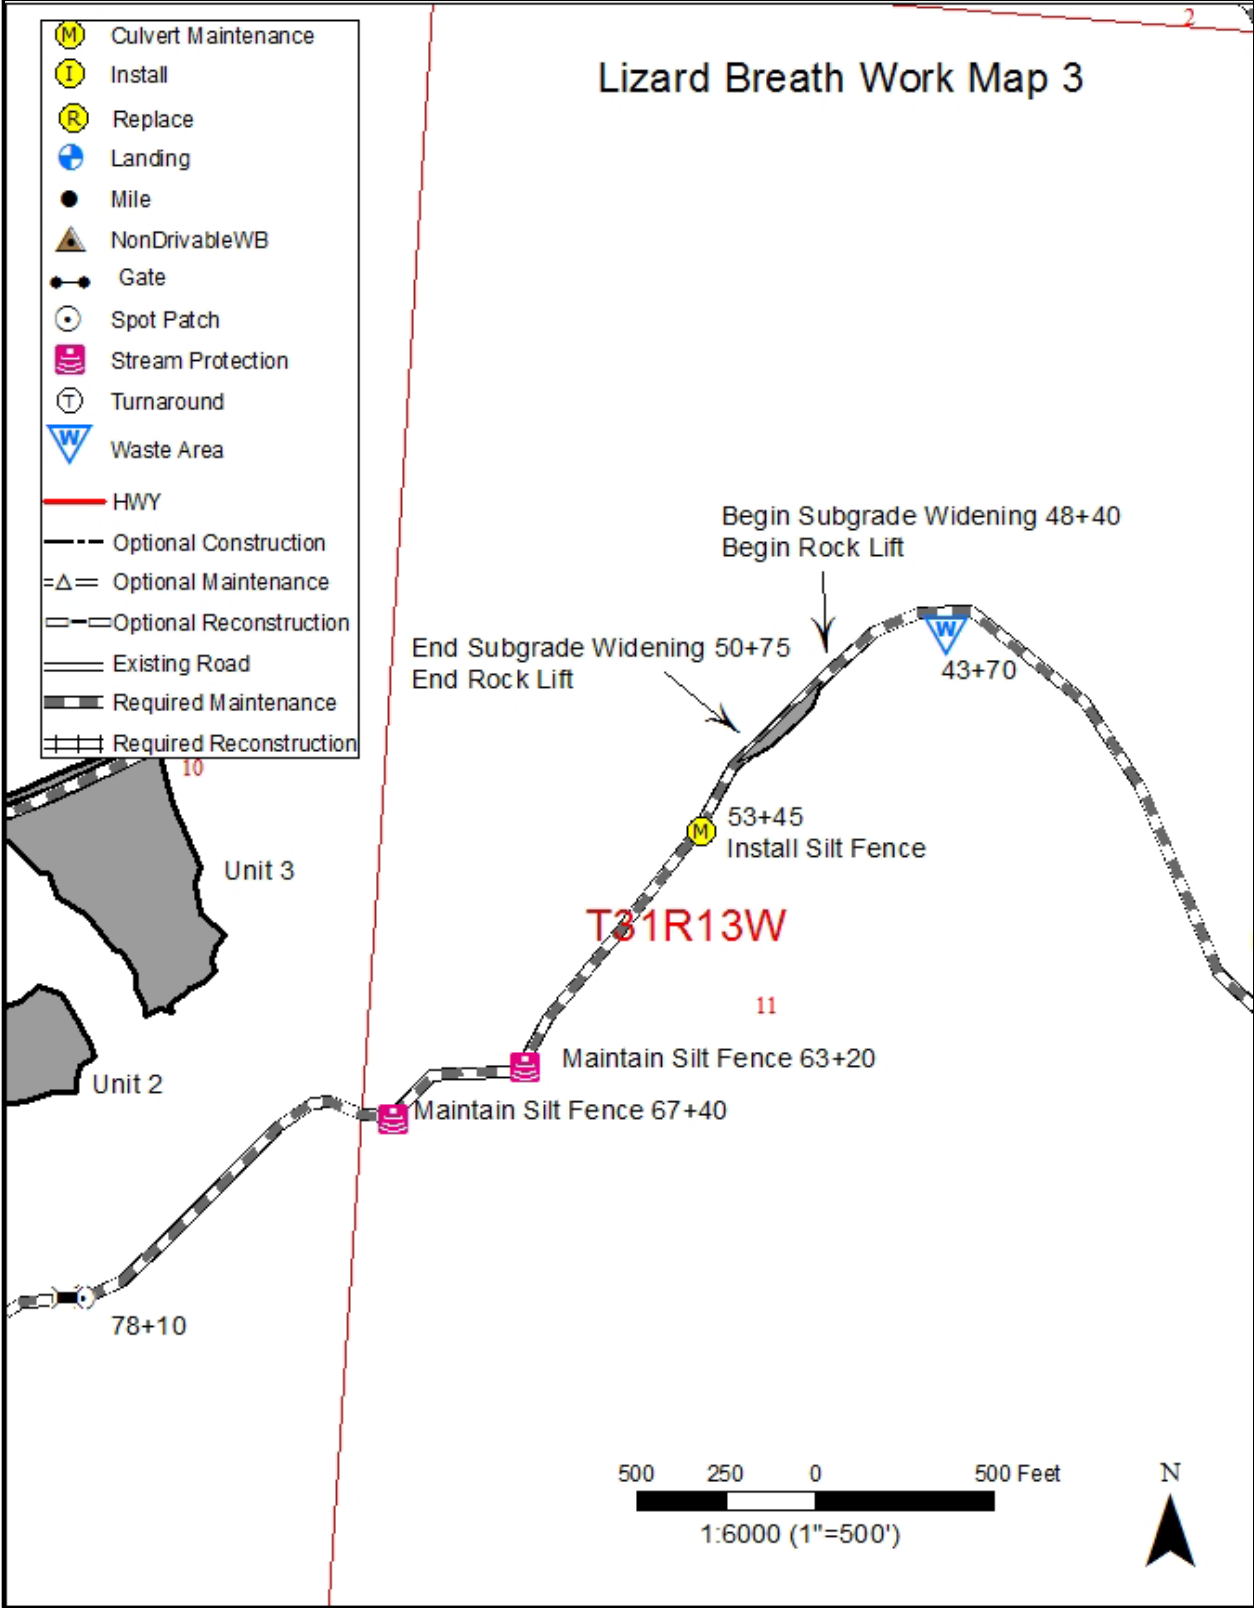 M Culvert Maintenance
I Install
R Replace
Landing
Mile
NonDrivableWB
Gate
Spot Patch
Stream Protection
T Turnaround
W Waste Area
HWY
Optional Construction
Optional Maintenance
Optional Reconstruction
Existing Road
Required Maintenance
Required Reconstruction
2
Lizard Breath Work Map 3
Begin Subgrade Widening 48+40
Begin Rock Lift
End Subgrade Widening 50+75
End Rock Lift
W
43+70
10
M
53+45
Install Silt Fence
Unit 3
T31R13W
11
Maintain Silt Fence 63+20
Unit 2
Maintain Silt Fence 67+40
78+10
500 250 0 500 Feet
1:6000 (1"=500')
N